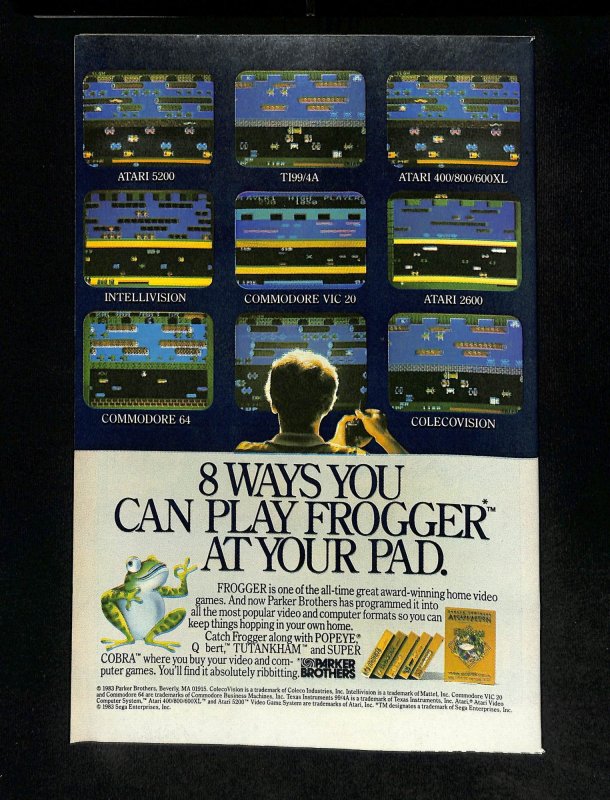 ATARI 5200
TI99/4A
ATARI 400/800/600XL
INTELLIVISION
COMMODORE VIC 20
ATARI 2600
COMMODORE 64
COLECOVISION
8 WAYS YOU
CAN PLAY FROGGER*™
AT YOUR PAD.
FROGGER is one of the all-time great award-winning home video
games. And now Parker Brothers has programmed it into
all the most popular video and computer formats so you can
keep things hopping in your own home.
Catch Frogger along with POPEYE,®
Q bert,™ TUTANKHAM™ and SUPER
COBRA™ where you buy your video and com-
puter games. You'll find it absolutely ribbitting.
PARKER
BROTHERS
© 1983 Parker Brothers, Beverly, MA 01915. ColecoVision is a trademark of Coleco Industries, Inc. Intellivision is a trademark of Mattel, Inc. Commodore VIC 20
and Commodore 64 are trademarks of Commodore Business Machines, Inc. Texas Instruments 99/4A is a trademark of Texas Instruments. Atari,® Atari Video
Computer System,™ Atari 400/800/600XL™ and Atari 5200™ Video Game System are trademarks of Atari, Inc. *TM designates a trademark of Sega Enterprises, Inc.
© 1983 Sega Enterprises, Inc.